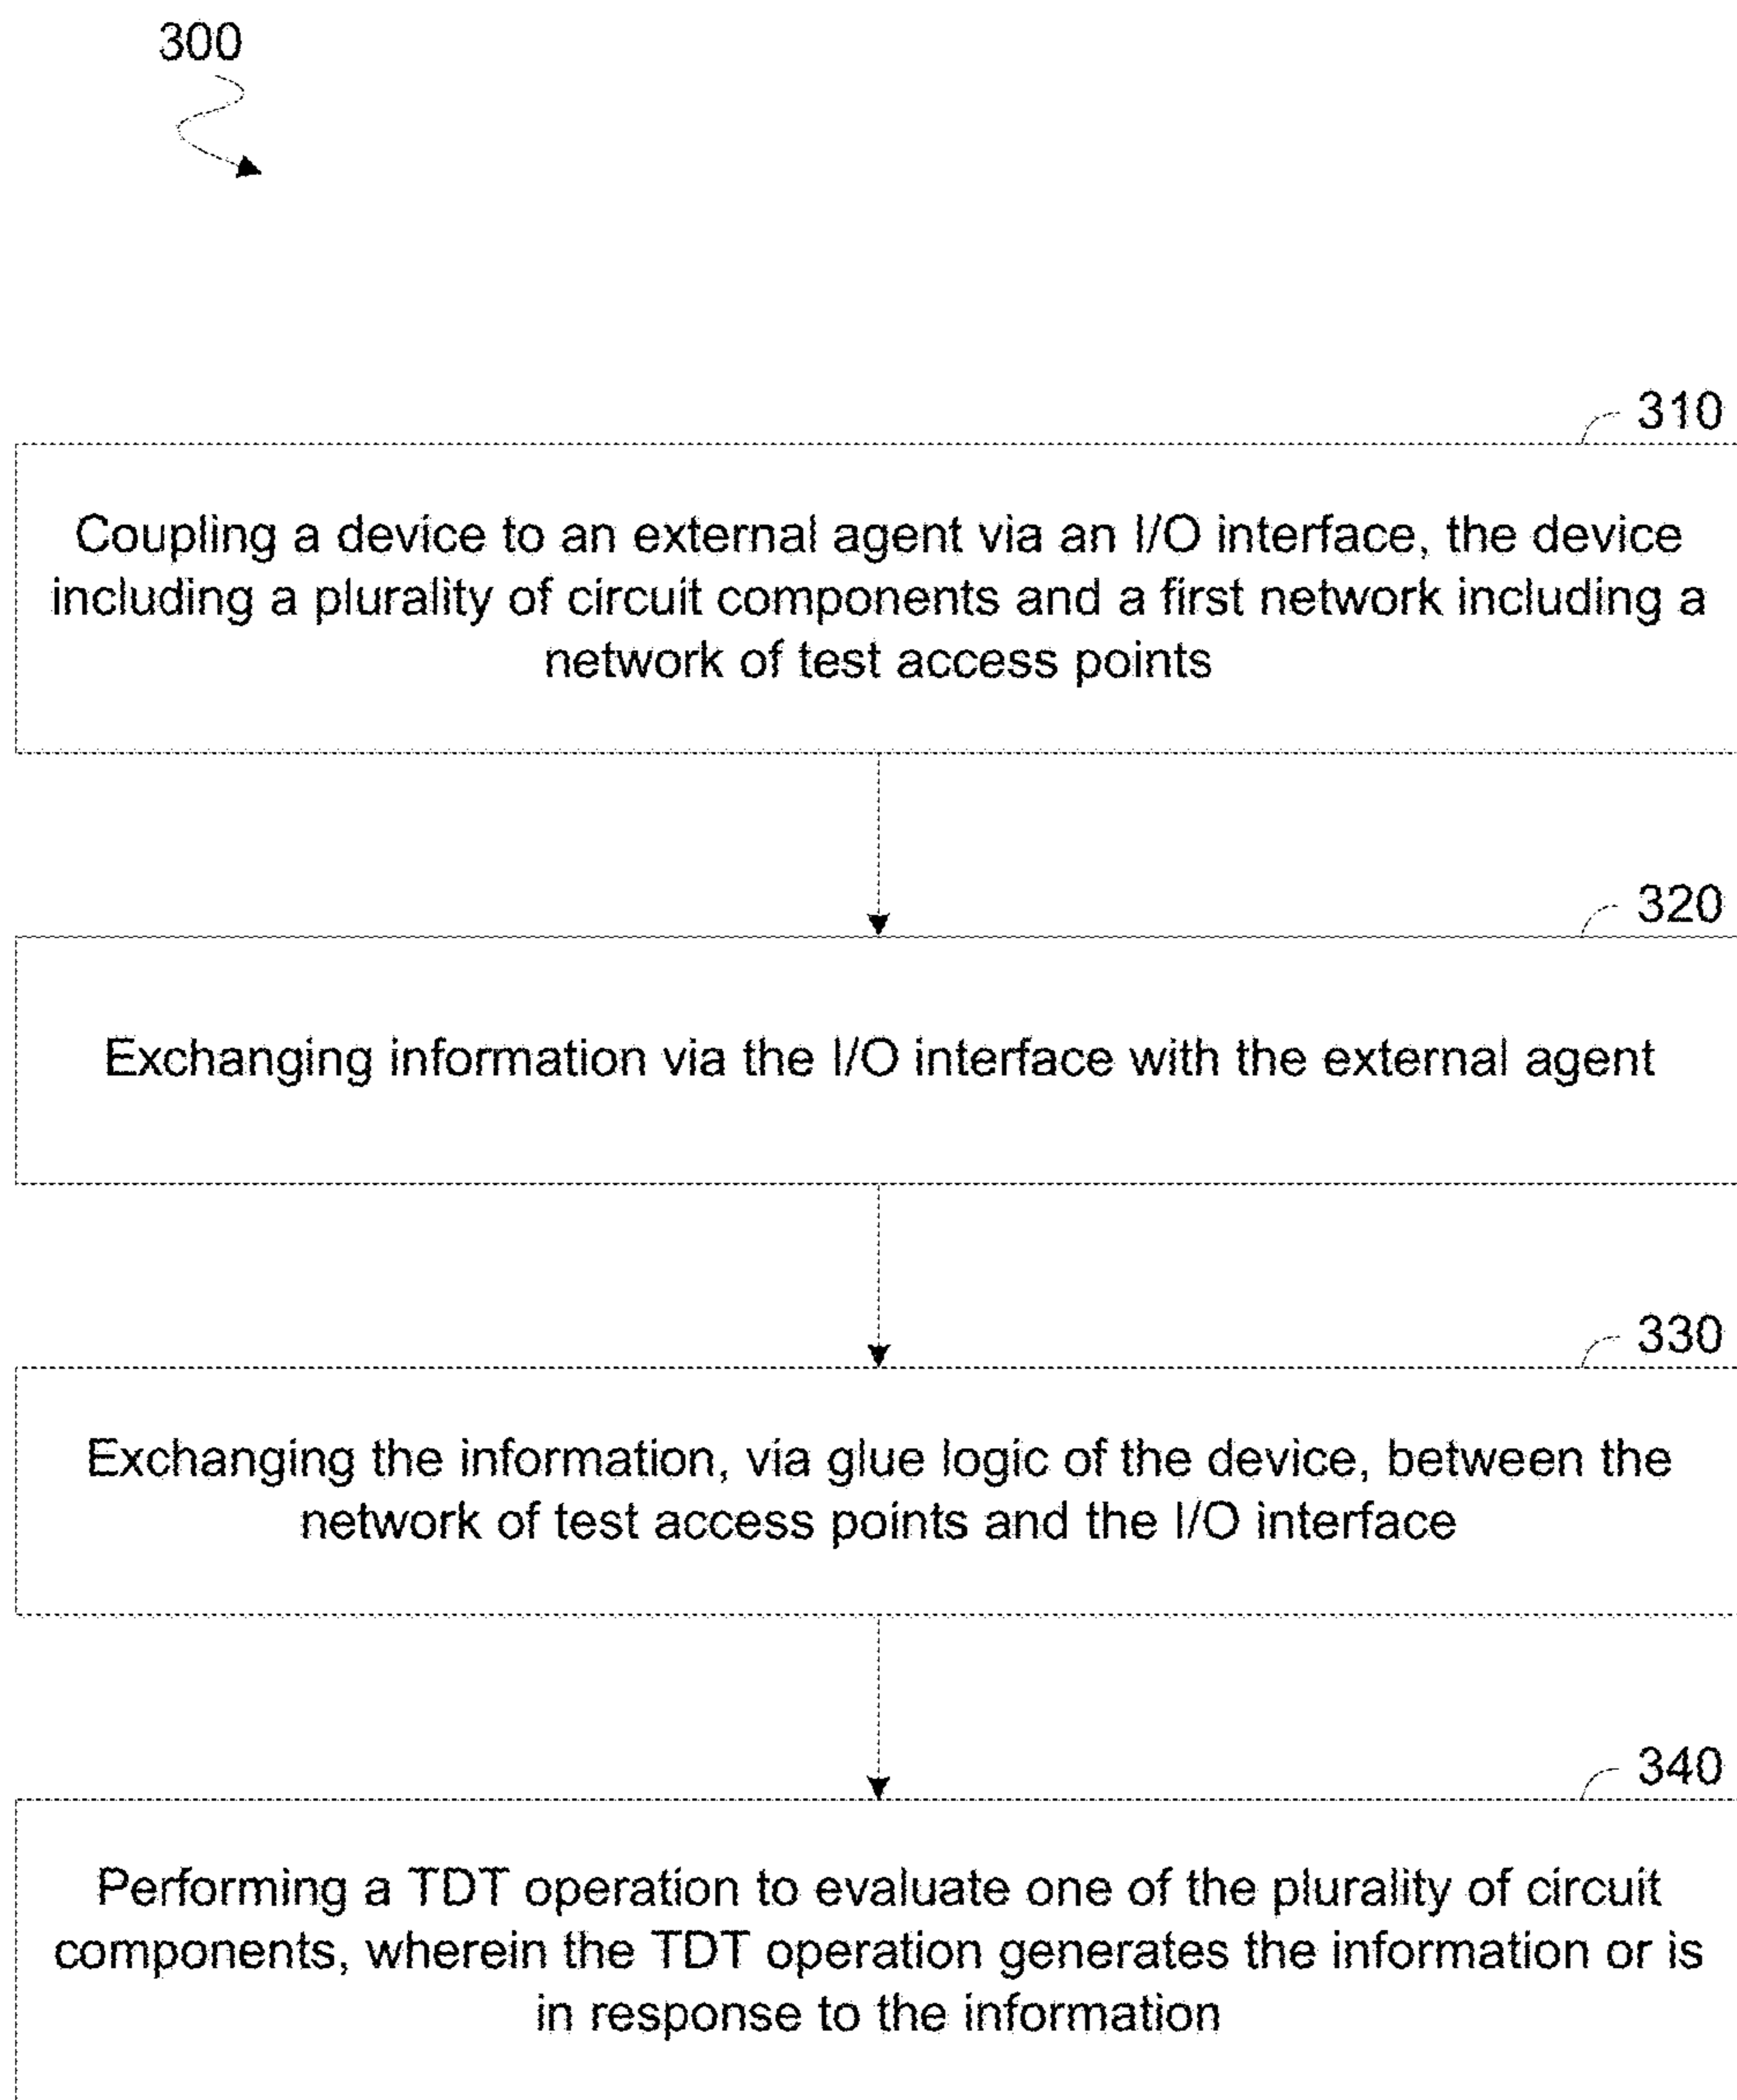 300
310
Coupling a device to an external agent via an I/O interface, the device
including a plurality of circuit components and a first network including a
network of test access points
320
Exchanging information via the I/O interface with the external agent
330
Exchanging the information, via glue logic of the device, between the
network of test access points and the I/O interface
340
Performing a TDT operation to evaluate one of the plurality of circuit
components, wherein the TDT operation generates the information or is
in response to the information